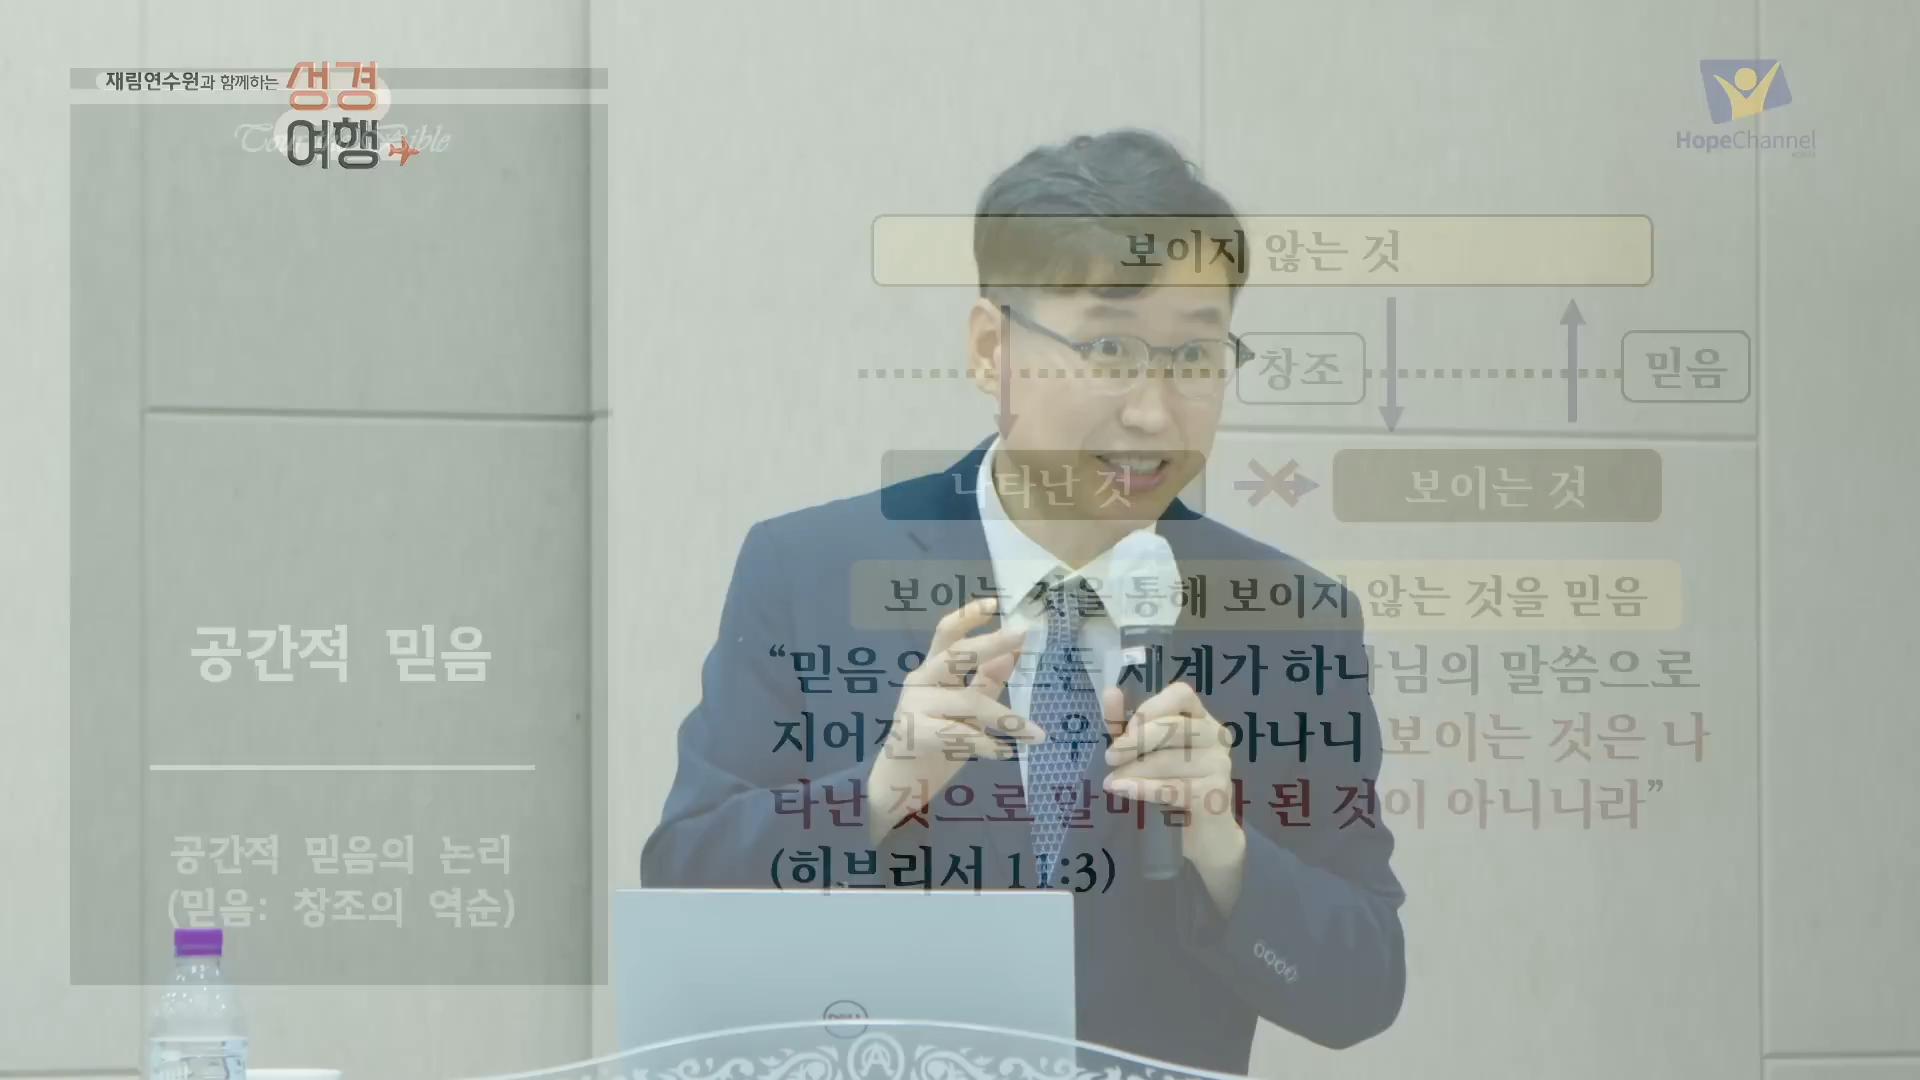 재림연수원과 함께하는
성경
여행
Tour the Bible
HopeChannel
보이지 않는 것
창조
믿음
나타난 것
보이는 것
보이는 것을 통해 보이지 않는 것을 믿음
“믿음으로 모든 세계가 하나님의 말씀으로
지어진 줄을 우리가 아나니 보이는 것은 나
타난 것으로 말미암아 된 것이 아니니라”
(히브리서 11:3)
공간적 믿음
공간적 믿음의 논리
(믿음: 창조의 역순)
DELL